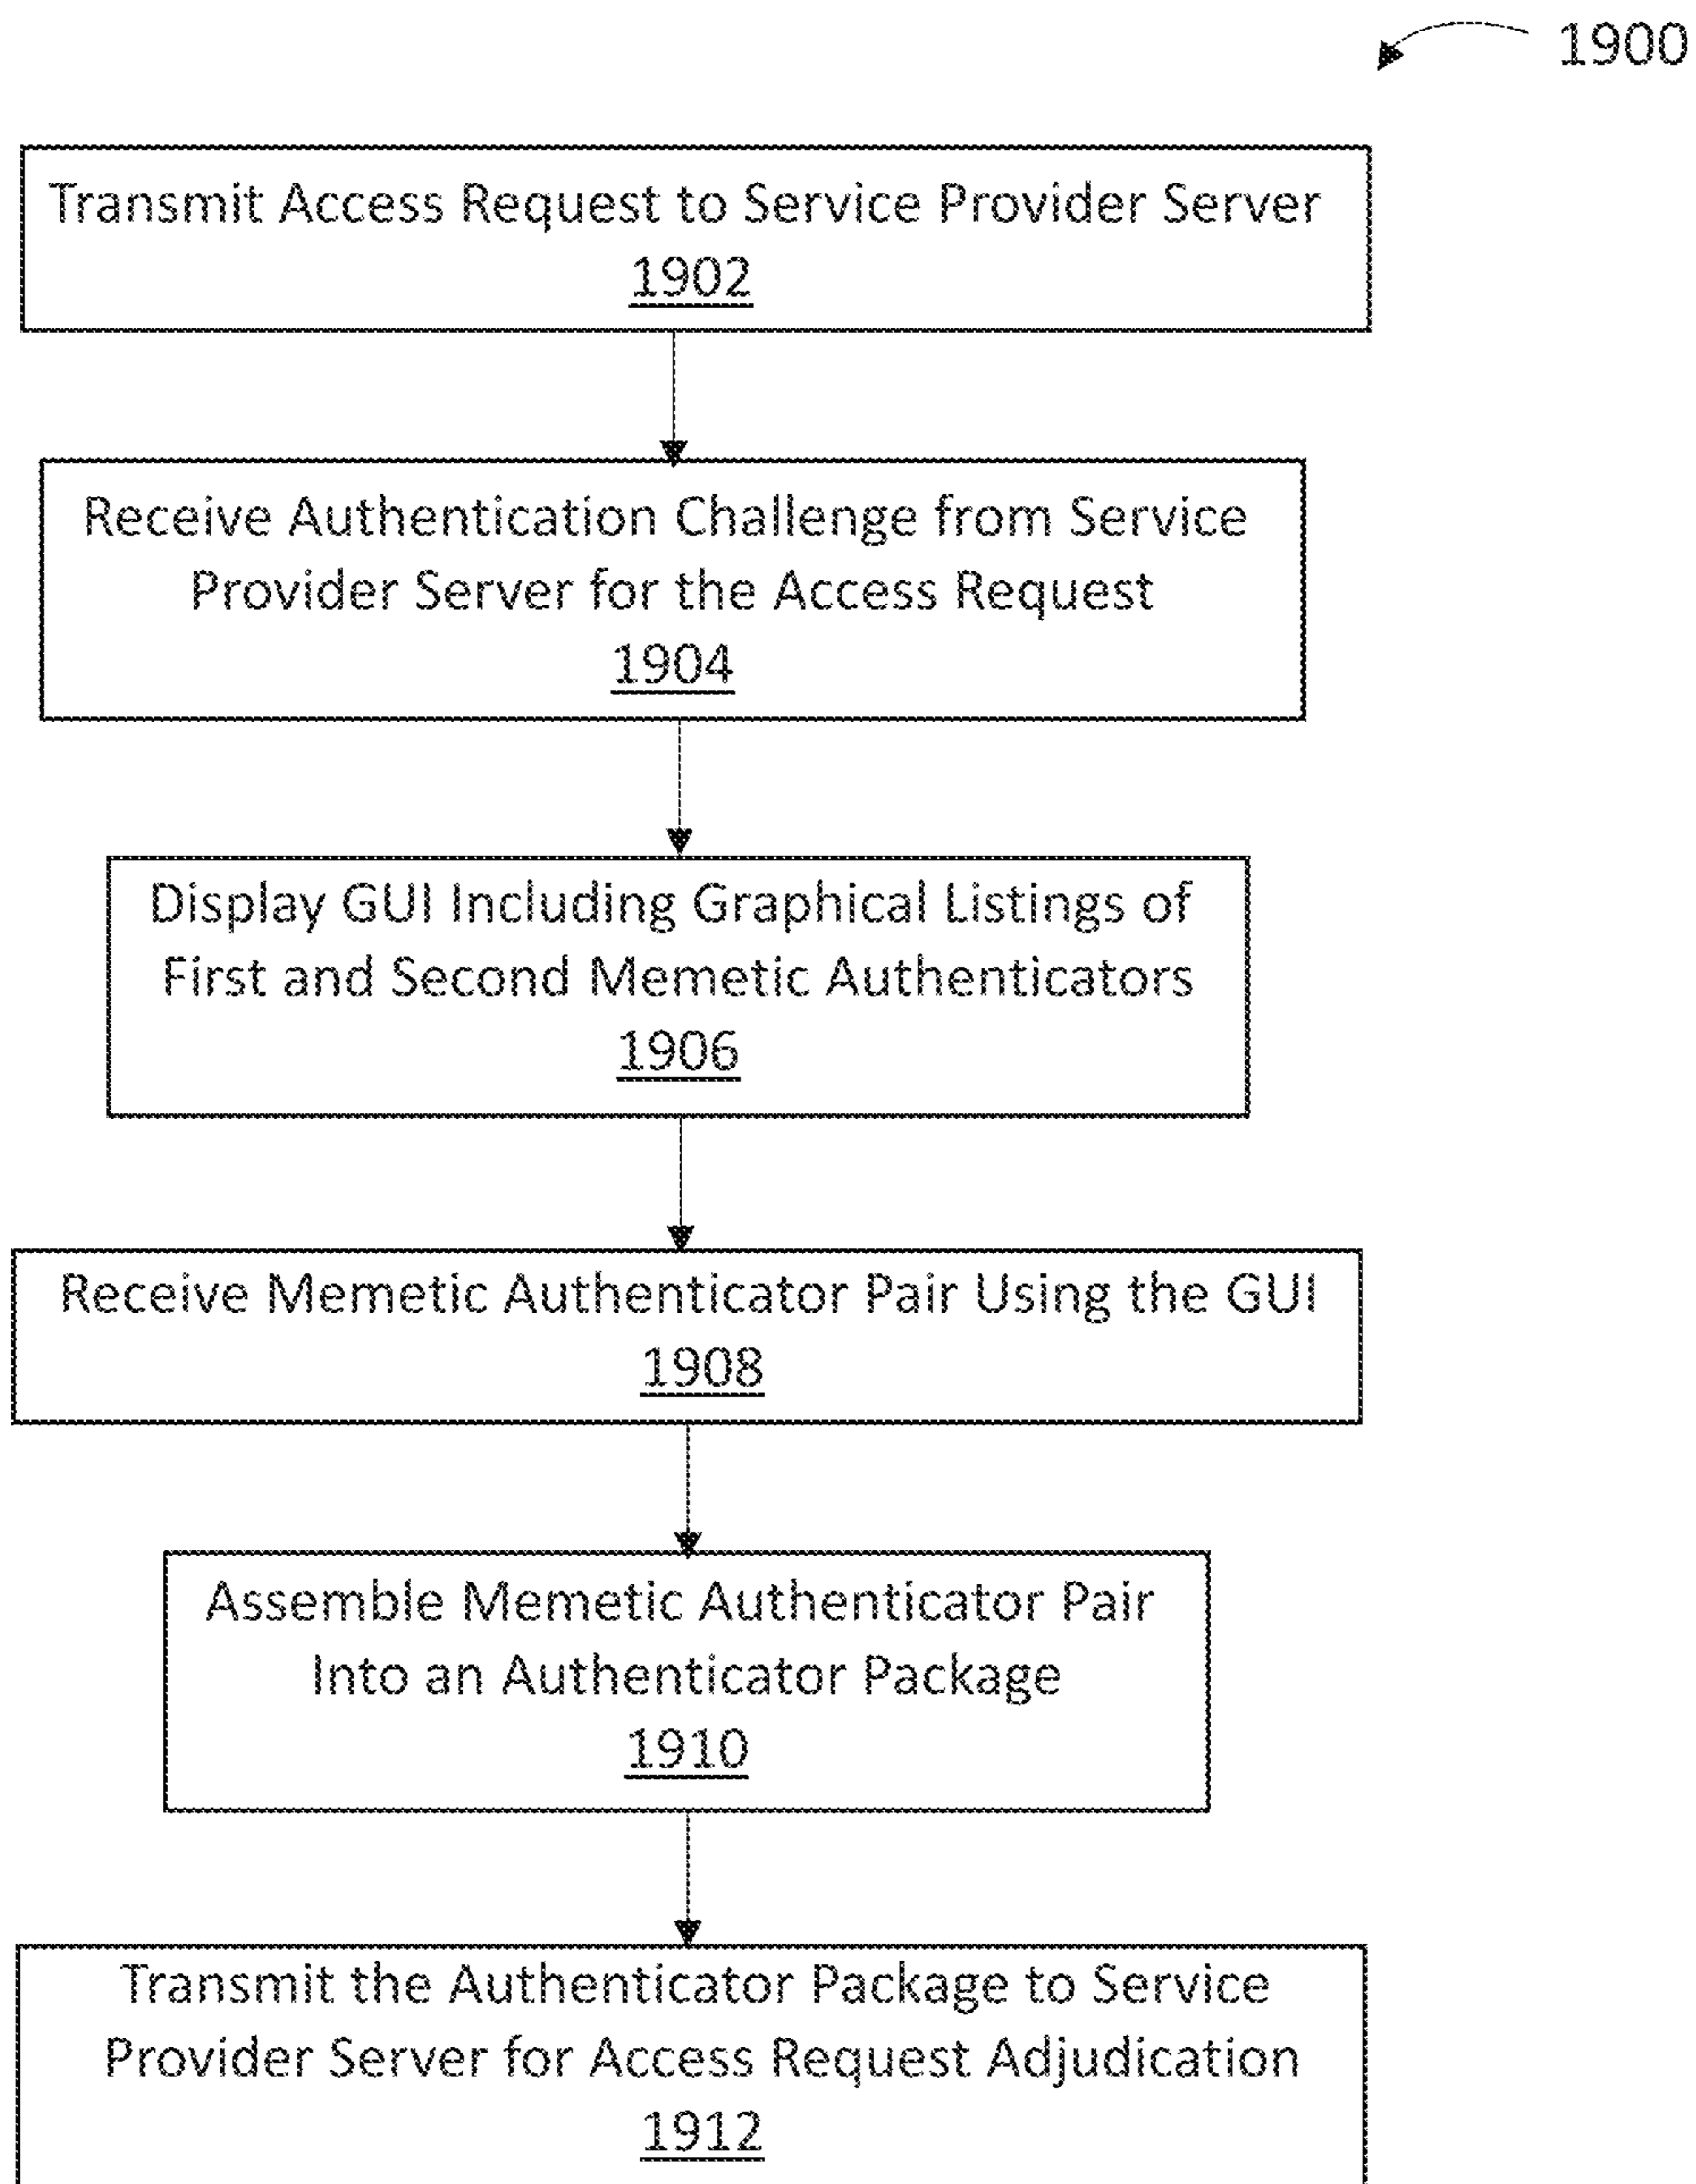 1900
Transmit Access Request to Service Provider Server
1902
Receive Authentication Challenge from Service
Provider Server for the Access Request
1904
Display GUI Including Graphical Listings of
First and Second Memetic Authenticators
1906
Receive Memetic Authenticator Pair Using the GUI
1908
Assemble Memetic Authenticator Pair
Into an Authenticator Package
1910
Transmit the Authenticator Package to Service
Provider Server for Access Request Adjudication
1912